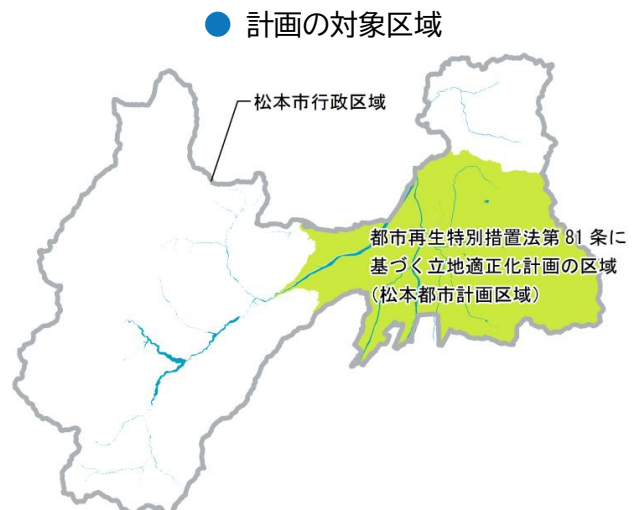 ● 計画の対象区域
松本市行政区域
都市再生特別措置法第81条に
基づく立地適正化計画の区域
（松本都市計画区域）